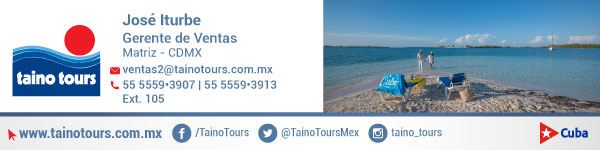 José Iturbe
Gerente de Ventas
Matriz - CDMX
ventas2@tainotours.com.mx
55 5559•3907 | 55 5559•3913
Ext. 105
taino tours
Cuba
www.tainotours.com.mx
/TainoTours
@TainoToursMex
taino_tours
Cuba